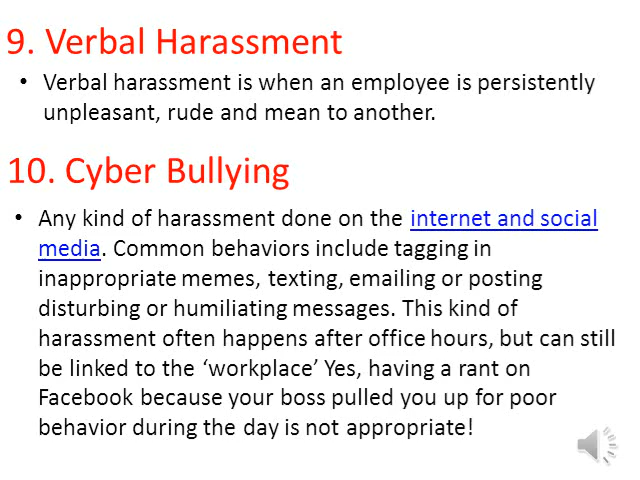 9. Verbal Harassment
• Verbal harassment is when an employee is persistently
unpleasant, rude and mean to another.
10. Cyber Bullying
• Any kind of harassment done on the internet and social
media. Common behaviors include tagging in
inappropriate memes, texting, emailing or posting
disturbing or humiliating messages. This kind of
harassment often happens after office hours, but can still
be linked to the ‘workplace’ Yes, having a rant on
Facebook because your boss pulled you up for poor
behavior during the day is not appropriate!